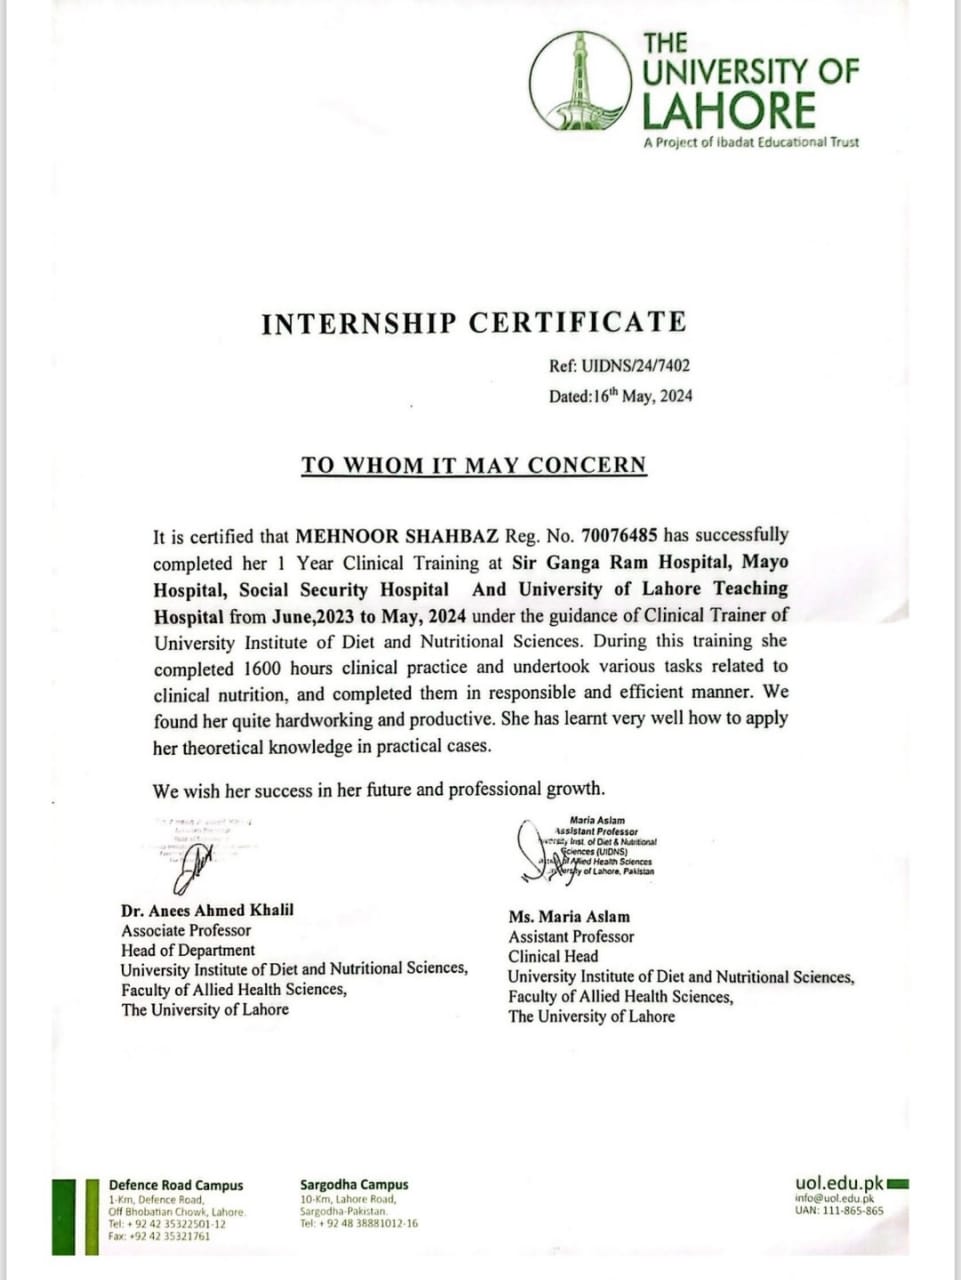 THE
UNIVERSITY OF
LAHORE
A Project of Ibadat Educational Trust
INTERNSHIP CERTIFICATE
Ref: UIDNS/24/7402
Dated:16th May, 2024
TO WHOM IT MAY CONCERN
It is certified that MEHNOOR SHAHBAZ Reg. No. 70076485 has successfully
completed her 1 Year Clinical Training at Sir Ganga Ram Hospital, Mayo
Hospital, Social Security Hospital And University of Lahore Teaching
Hospital from June,2023 to May, 2024 under the guidance of Clinical Trainer of
University Institute of Diet and Nutritional Sciences. During this training she
completed 1600 hours clinical practice and undertook various tasks related to
clinical nutrition, and completed them in responsible and efficient manner. We
found her quite hardworking and productive. She has learnt very well how to apply
her theoretical knowledge in practical cases.
We wish her success in her future and professional growth.
Maria Aslam
Assistant Professor
Inst. of Diet & Nutritional
Sciences (UIDNS)
Allied Health Sciences
of Lahore, Pakistan
Dr. Anees Ahmed Khalil
Associate Professor
Head of Department
University Institute of Diet and Nutritional Sciences,
Faculty of Allied Health Sciences,
The University of Lahore
Ms. Maria Aslam
Assistant Professor
Clinical Head
University Institute of Diet and Nutritional Sciences,
Faculty of Allied Health Sciences,
The University of Lahore
Defence Road Campus
1-Km, Defence Road,
Off Bhobatian Chowk, Lahore.
Tel: + 92 42 35322501-12
Fax: +92 42 35321761
Sargodha Campus
10-Km, Lahore Road,
Sargodha-Pakistan.
Tel: + 92 48 38881012-16
uol.edu.pk
info@uol.edu.pk
UAN: 111-865-865